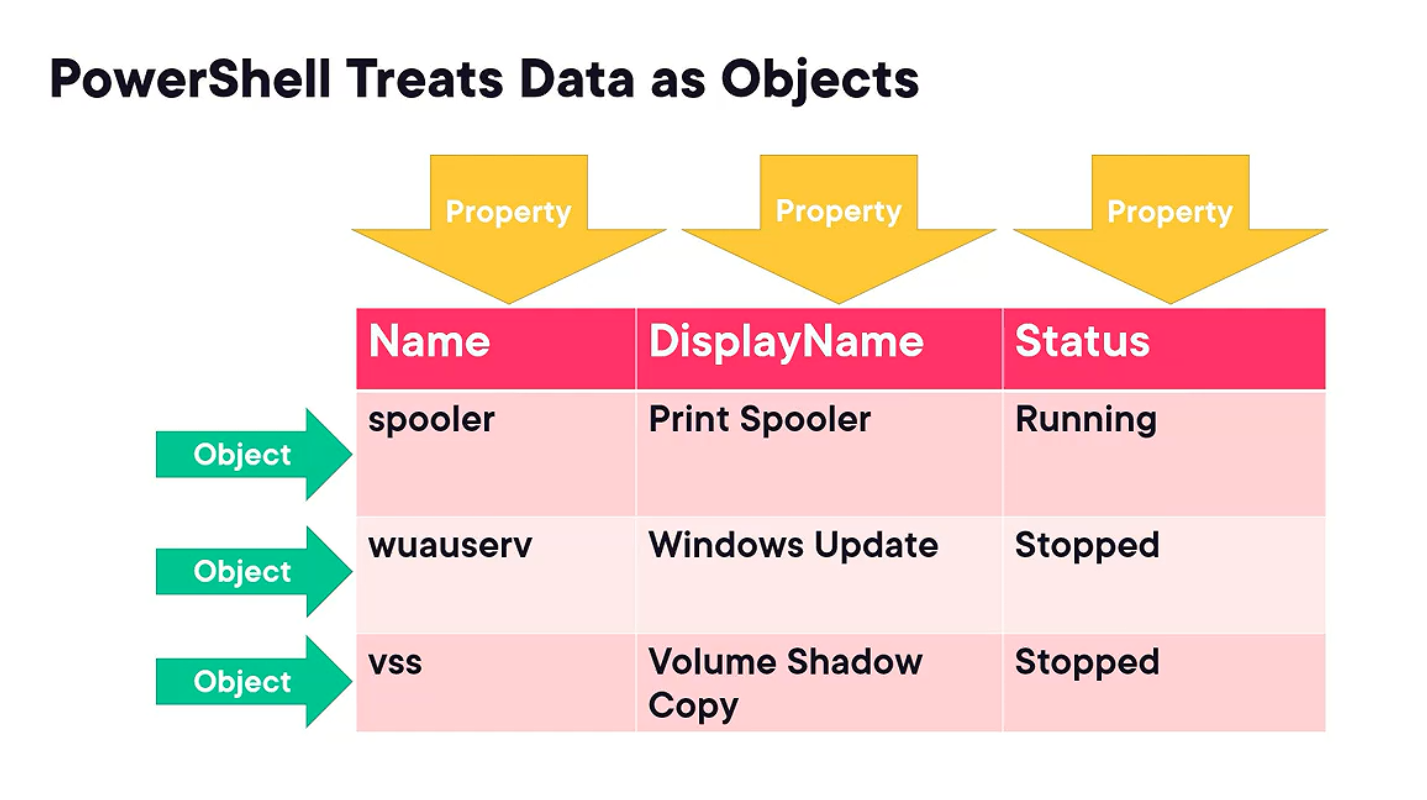 PowerShell Treats Data as Objects
Property Property Property
Name DisplayName Status
Object
spooler Print Spooler Running
Object
wuauserv Windows Update Stopped
Object
vss Volume Shadow Stopped
Copy